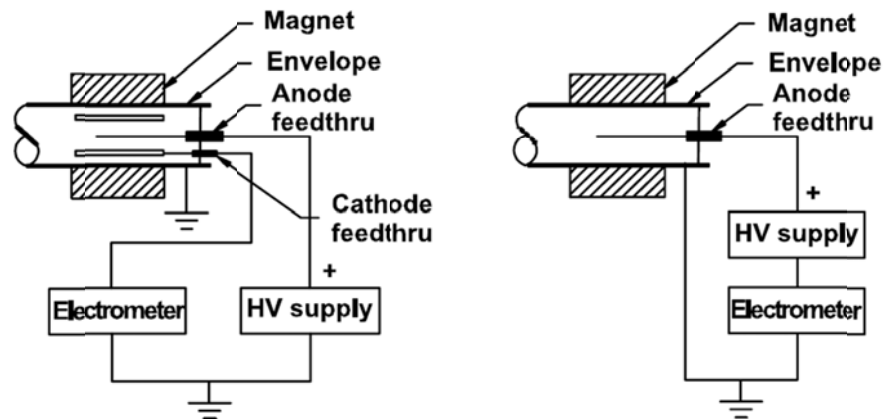 Magnet
Envelope
Anode
feedthru
Cathode
feedthru
+
Electrometer
HV supply
Magnet
Envelope
Anode
feedthru
+
HV supply
Electrometer